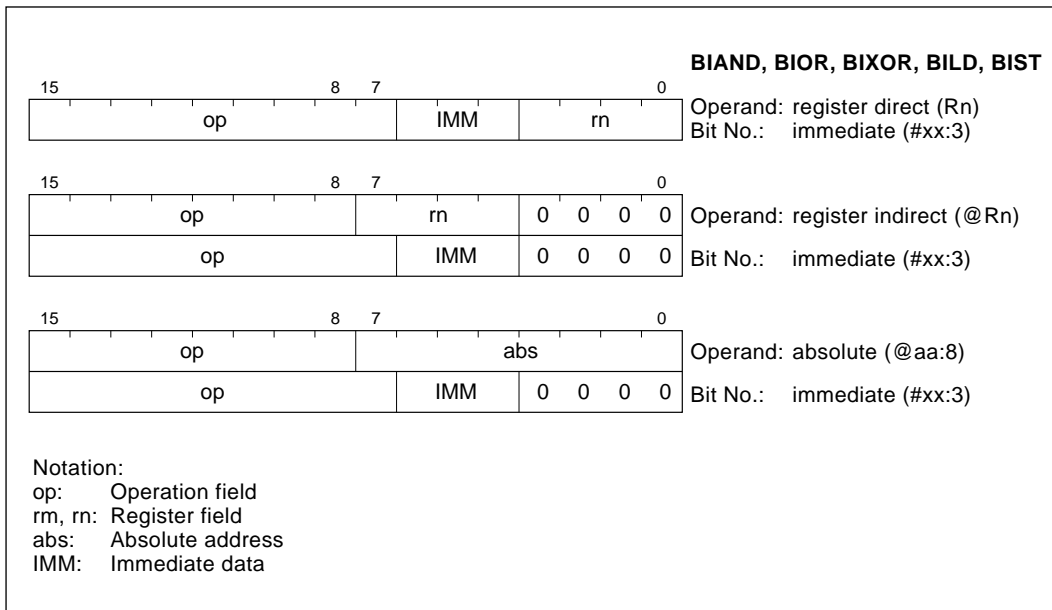 BIAND, BIOR, BIXOR, BILD, BIST
15 8 7 0
op IMM rn Operand: register direct (Rn)
Bit No.: immediate (#xx:3)
15 8 7 0
op rn 0 0 0 0 Operand: register indirect (@Rn)
op IMM 0 0 0 0 Bit No.: immediate (#xx:3)
15 8 7 0
op abs Operand: absolute (@aa:8)
op IMM 0 0 0 0 Bit No.: immediate (#xx:3)
Notation:
op: Operation field
rm, rn: Register field
abs: Absolute address
IMM: Immediate data